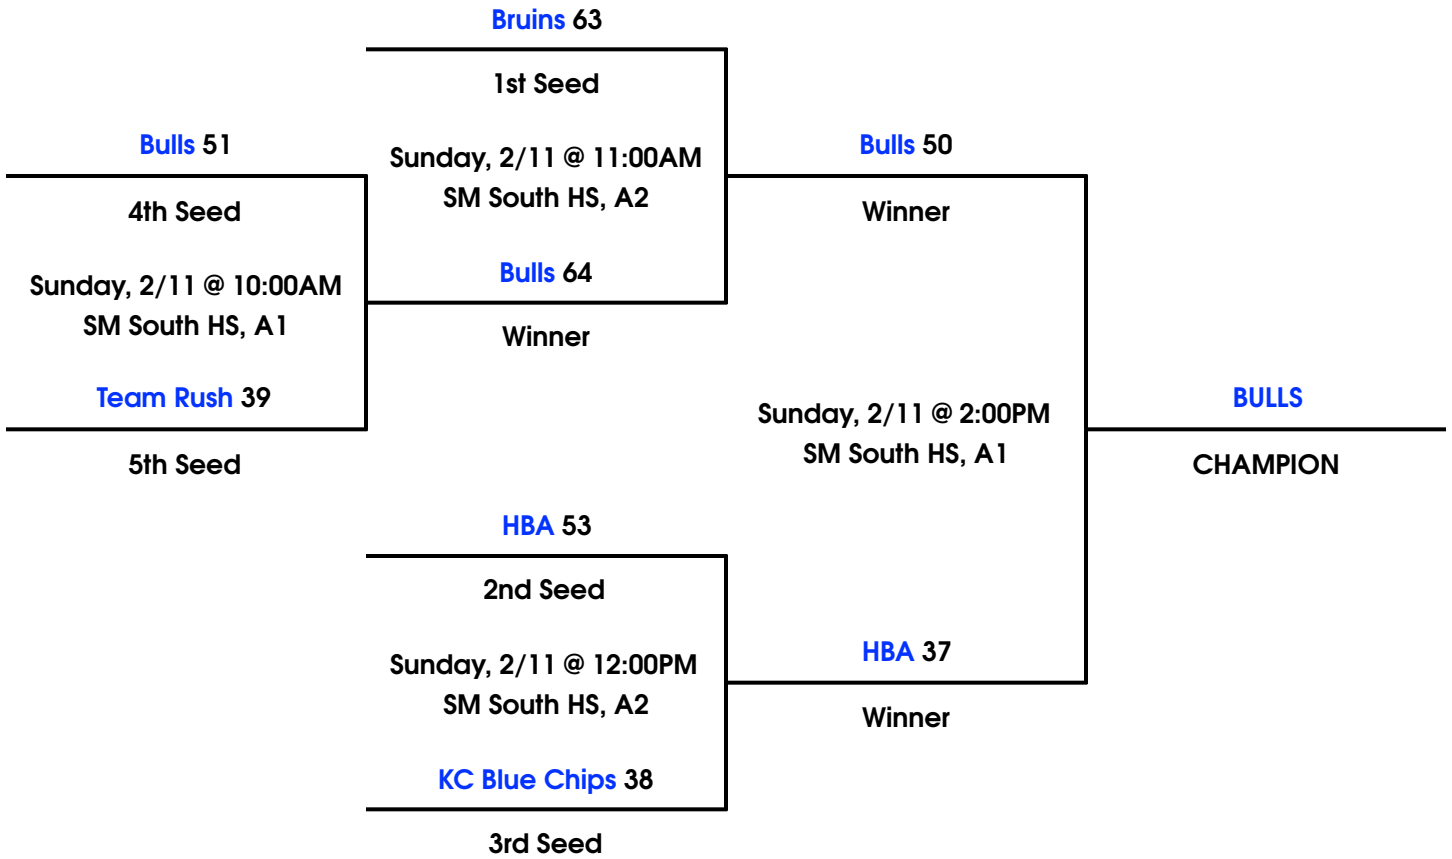 Bruins 63
1st Seed
Sunday, 2/11 @ 11:00AM
SM South HS, A2
Bulls 64
Winner
Bulls 51
4th Seed
Sunday, 2/11 @ 10:00AM
SM South HS, A1
Team Rush 39
5th Seed
Bulls 50
Winner
Sunday, 2/11 @ 2:00PM
SM South HS, A1
HBA 37
Winner
HBA 53
2nd Seed
Sunday, 2/11 @ 12:00PM
SM South HS, A2
KC Blue Chips 38
3rd Seed
BULLS
CHAMPION